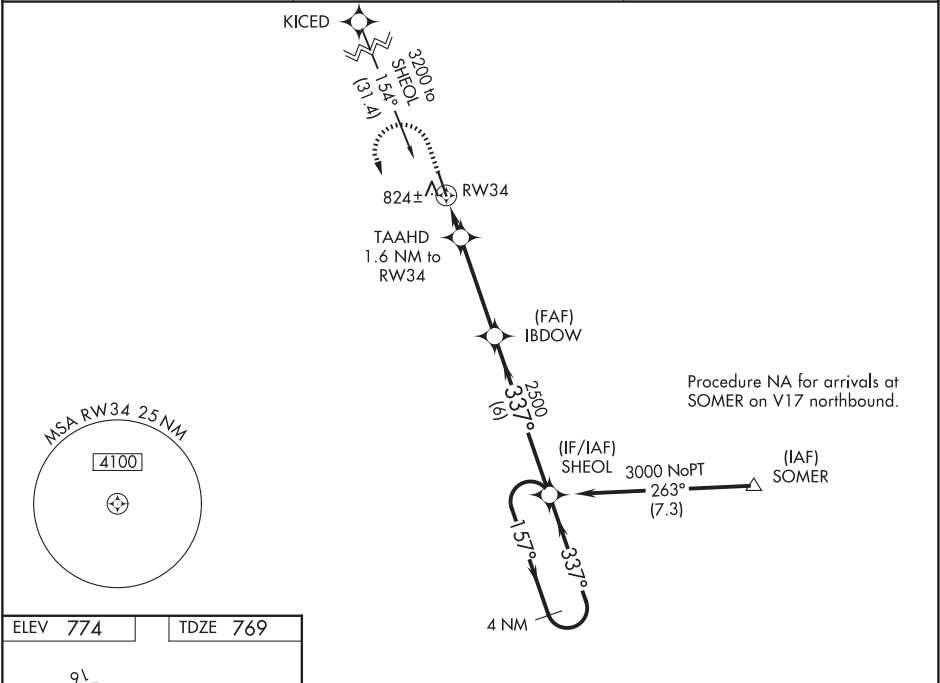 KICED
3200 to
SHEOL
154°
(31.4)
824±
RW34
TAAHD
1.6 NM to
RW34
(FAF)
IBDOW
2500
337°
(6)
Procedure NA for arrivals at
SOMER on V17 northbound.
MSA RW34 25 NM
4100
(IF/IAF)
SHEOL
3000 NoPT
263°
(7.3)
(IAF)
SOMER
157°
337°
4 NM
ELEV 774
TDZE 769
16